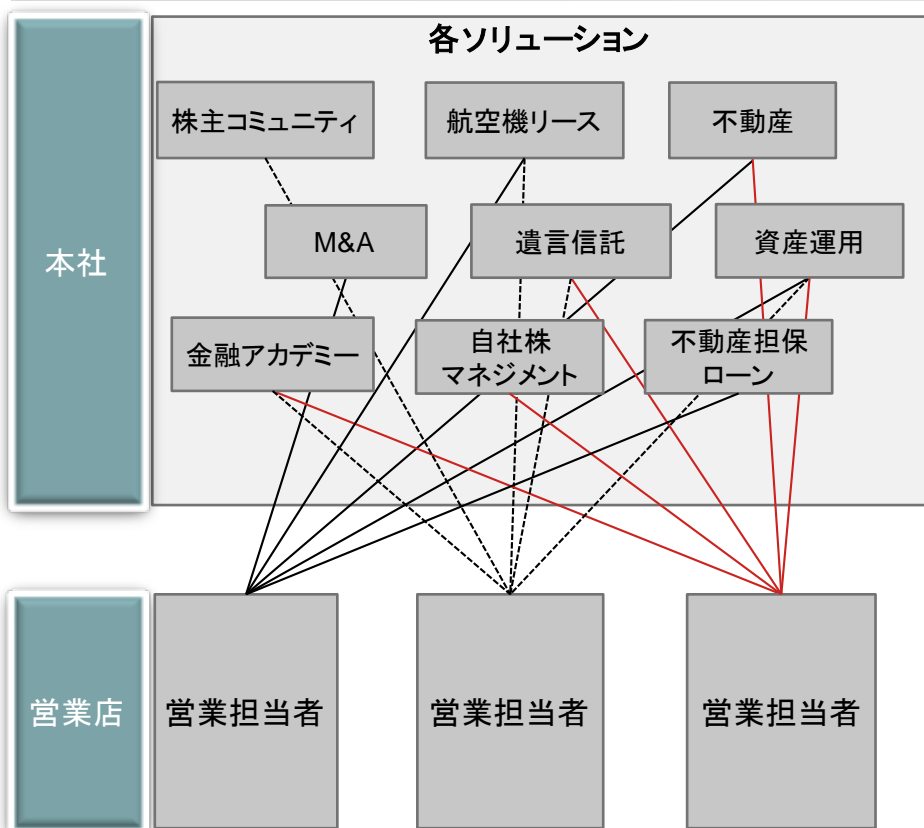 各ソリューション
本社
株主コミュニティ
航空機リース
不動産
M&A
遺言信託
資産運用
金融アカデミー
自社株
マネジメント
不動産担保
ローン
営業店
営業担当者
営業担当者
営業担当者